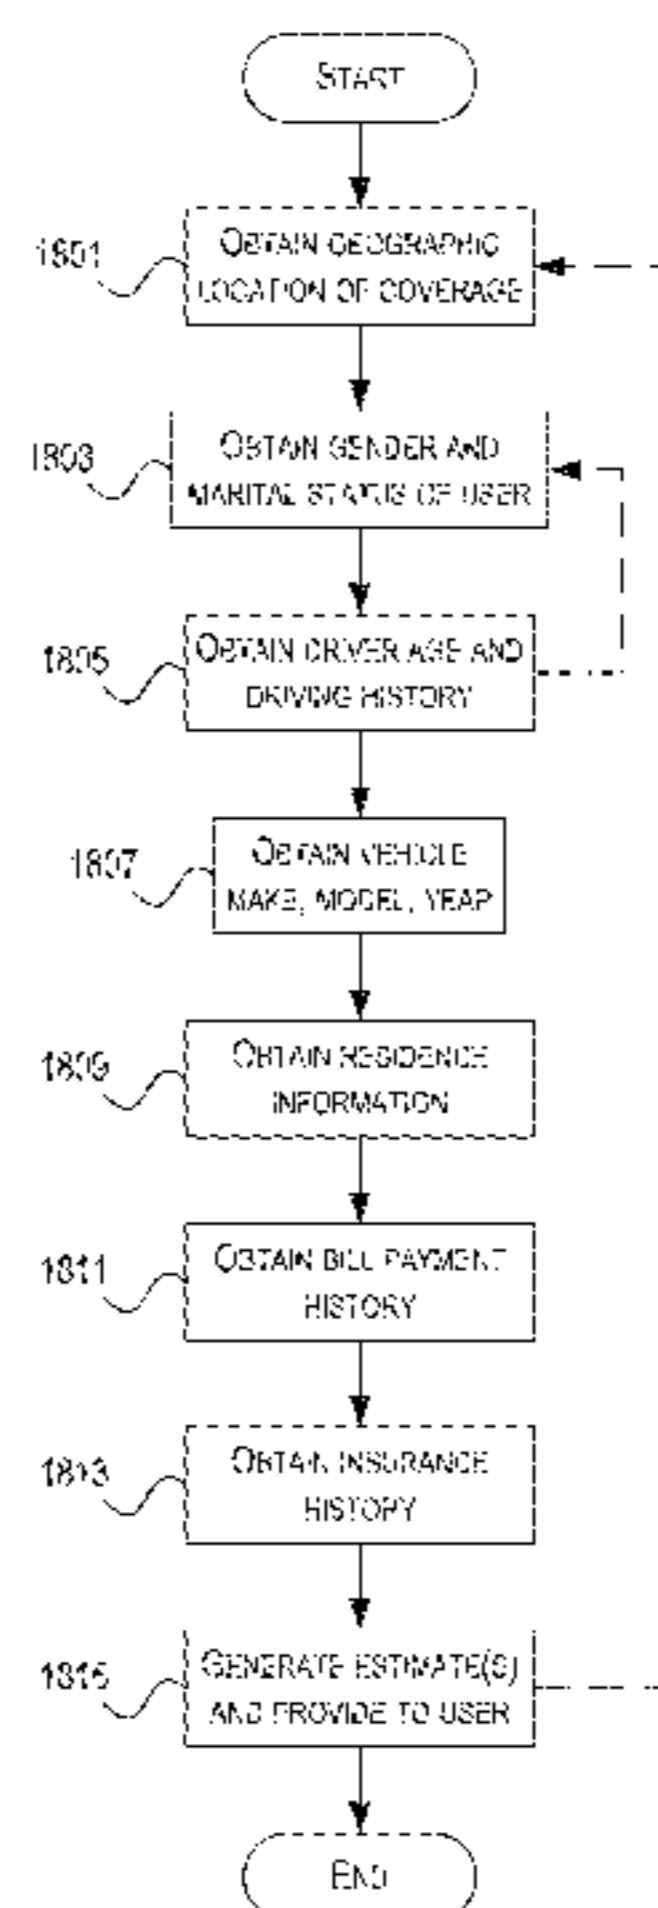 START
1801
OBTAIN GEOGRAPHIC
LOCATION OF COVERAGE
1803
OBTAIN GENDER AND
MARITAL STATUS OF USER
1805
OBTAIN DRIVER AGE AND
DRIVING HISTORY
1807
OBTAIN VEHICLE
MAKE, MODEL, YEAR
1809
OBTAIN RESIDENCE
INFORMATION
1811
OBTAIN BILL PAYMENT
HISTORY
1813
OBTAIN INSURANCE
HISTORY
1815
GENERATE ESTIMATE(S)
AND PROVIDE TO USER
END